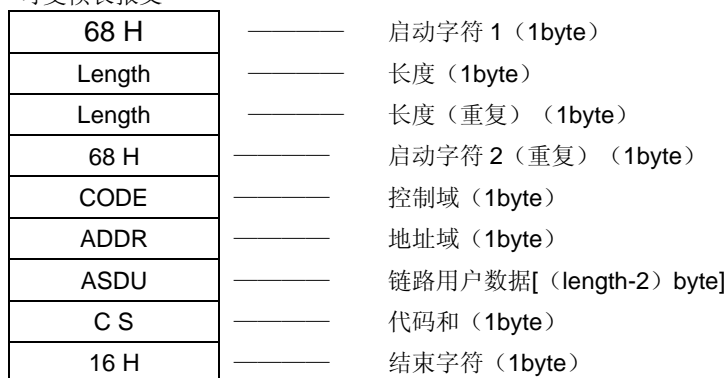 68 H ———— 启动字符 1（1byte）
Length ———— 长度（1byte）
Length ———— 长度（重复）（1byte）
68 H ———— 启动字符 2（重复）（1byte）
CODE ———— 控制域（1byte）
ADDR ———— 地址域（1byte）
ASDU ———— 链路用户数据[（length-2）byte]
C S ———— 代码和（1byte）
16 H ———— 结束字符（1byte）